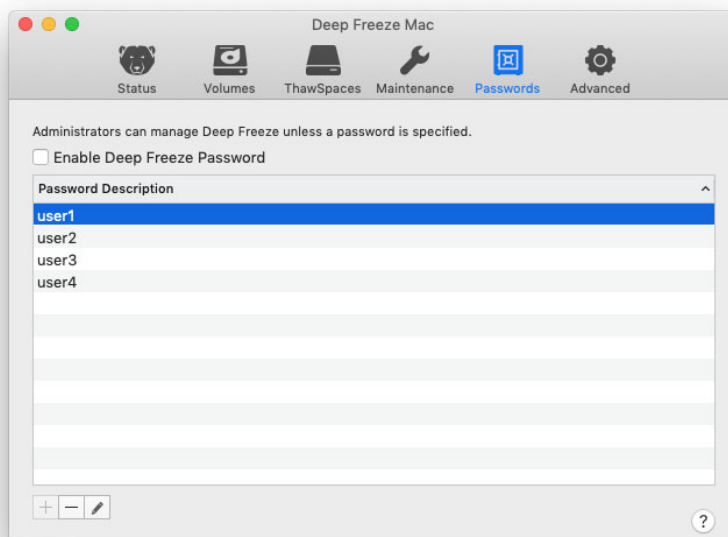 Deep Freeze Mac
Status Volumes ThawSpaces Maintenance Passwords Advanced
Administrators can manage Deep Freeze unless a password is specified.
Enable Deep Freeze Password
Password Description
user1
user2
user3
user4
?